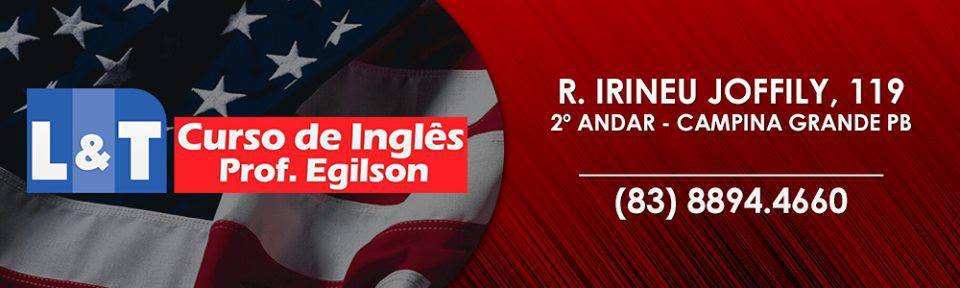 L&T
Curso de Inglês
Prof. Egilson
R. IRINEU JOFFILY, 119
2º ANDAR - CAMPINA GRANDE PB
(83) 8894.4660